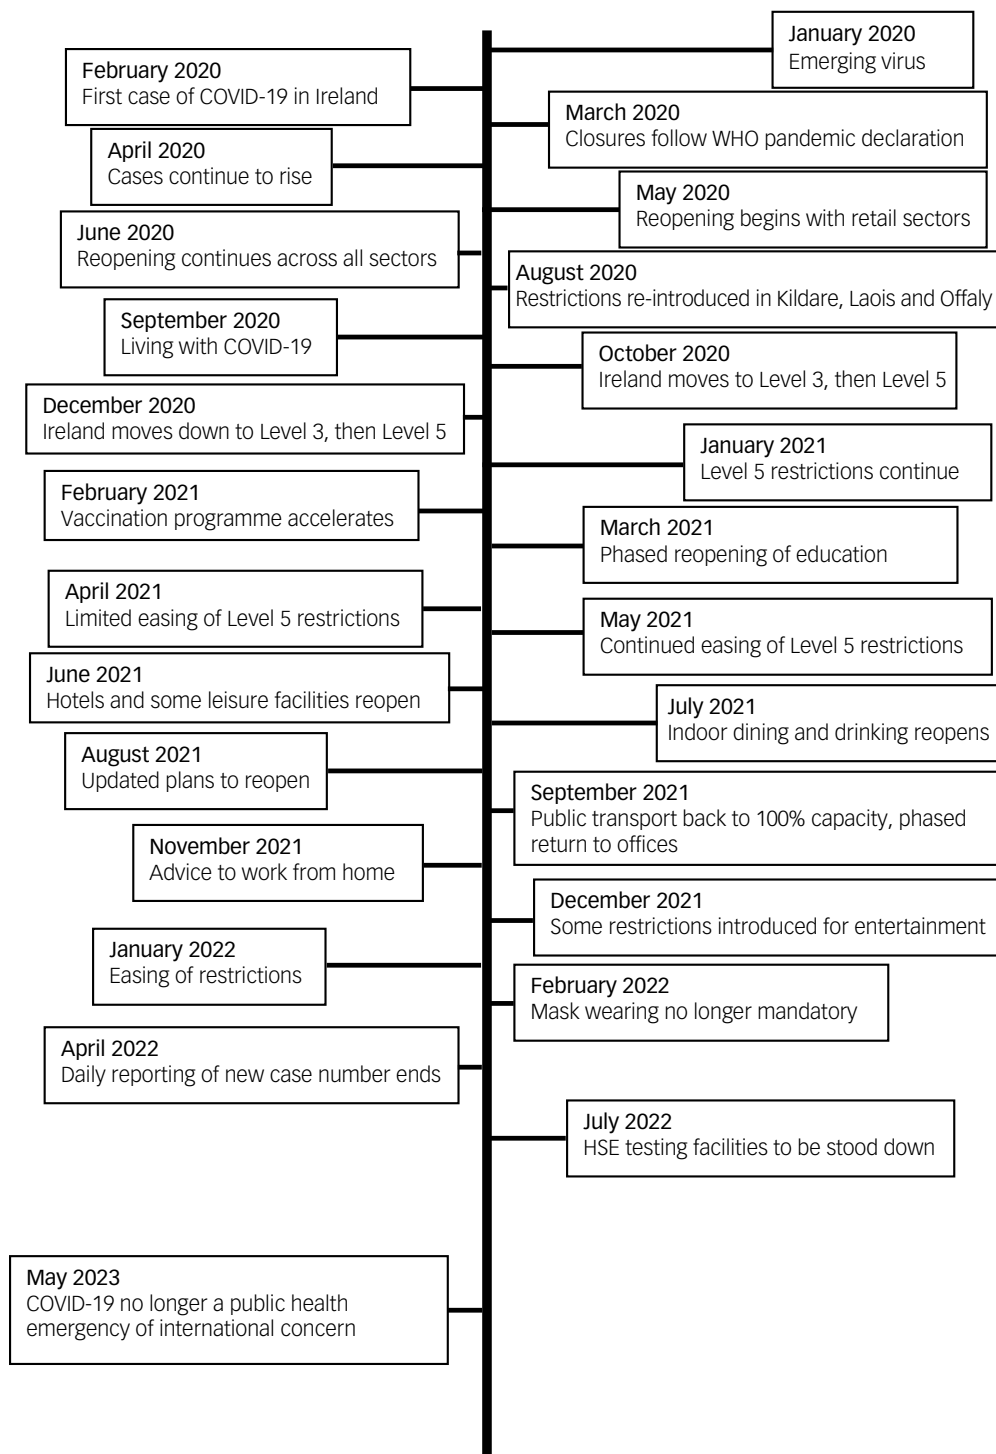 January 2020
Emerging virus
February 2020
First case of COVID-19 in Ireland
March 2020
Closures follow WHO pandemic declaration
April 2020
Cases continue to rise
May 2020
Reopening begins with retail sectors
June 2020
Reopening continues across all sectors
August 2020
Restrictions re-introduced in Kildare, Laois and Offaly
September 2020
Living with COVID-19
October 2020
Ireland moves to Level 3, then Level 5
December 2020
Ireland moves down to Level 3, then Level 5
January 2021
Level 5 restrictions continue
February 2021
Vaccination programme accelerates
March 2021
Phased reopening of education
April 2021
Limited easing of Level 5 restrictions
May 2021
Continued easing of Level 5 restrictions
June 2021
Hotels and some leisure facilities reopen
July 2021
Indoor dining and drinking reopens
August 2021
Updated plans to reopen
September 2021
Public transport back to 100% capacity, phased
return to offices
November 2021
Advice to work from home
December 2021
Some restrictions introduced for entertainment
January 2022
Easing of restrictions
February 2022
Mask wearing no longer mandatory
April 2022
Daily reporting of new case number ends
July 2022
HSE testing facilities to be stood down
May 2023
COVID-19 no longer a public health
emergency of international concern